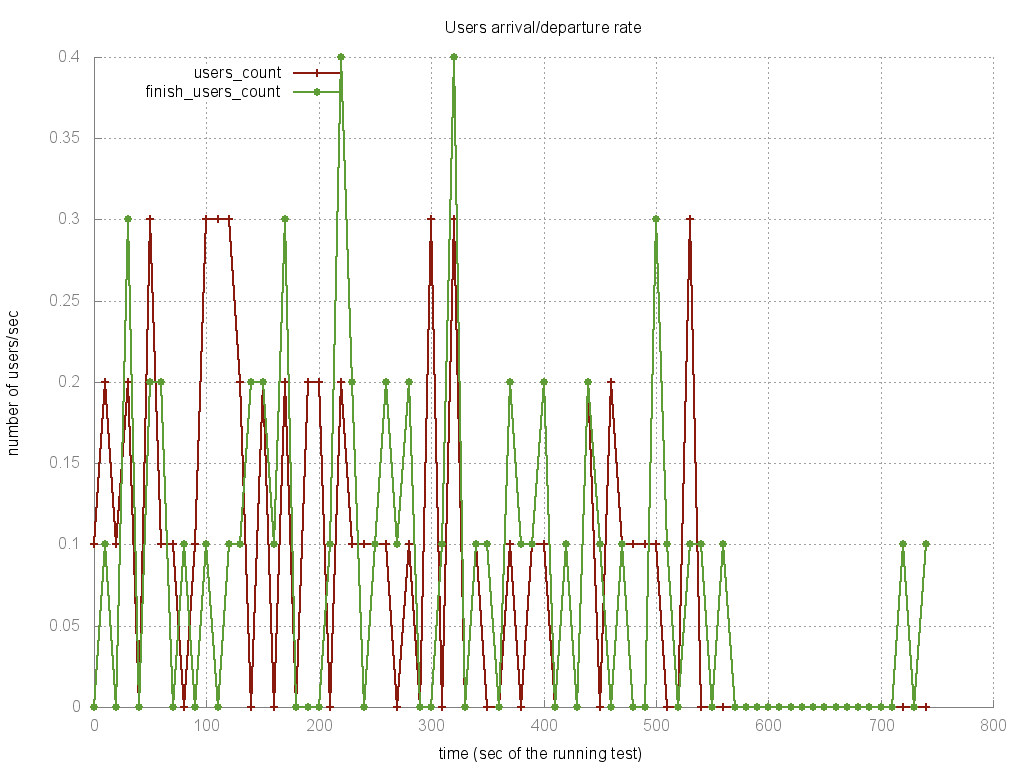 Users arrival/departure rate
users_count
finish_users_count
0.4
0.35
0.3
0.25
0.2
0.15
0.1
0.05
0
number of users/sec
0 100 200 300 400 500 600 700 800
time (sec of the running test)